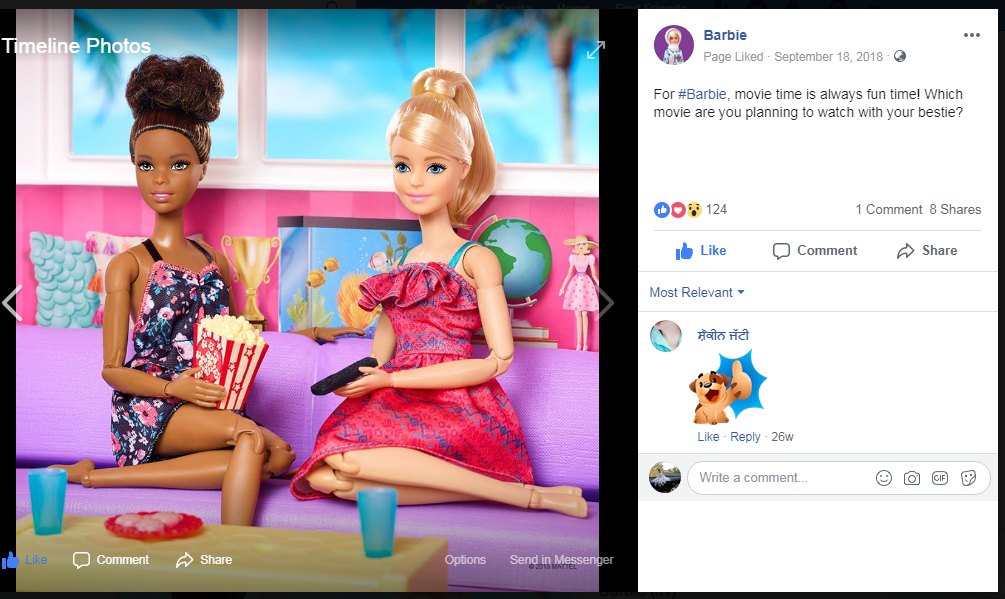 Timeline Photos
Barbie
Page Liked · September 18, 2018 ·
For #Barbie, movie time is always fun time! Which
movie are you planning to watch with your bestie?
124
1 Comment 8 Shares
Like Comment Share
Most Relevant
ਸ਼ੌਕੀਨ ਜੱਟੀ
Like · Reply · 26w
Write a comment...
GIF
Like Comment Share Options Send in Messenger
© 2018 MATTEL